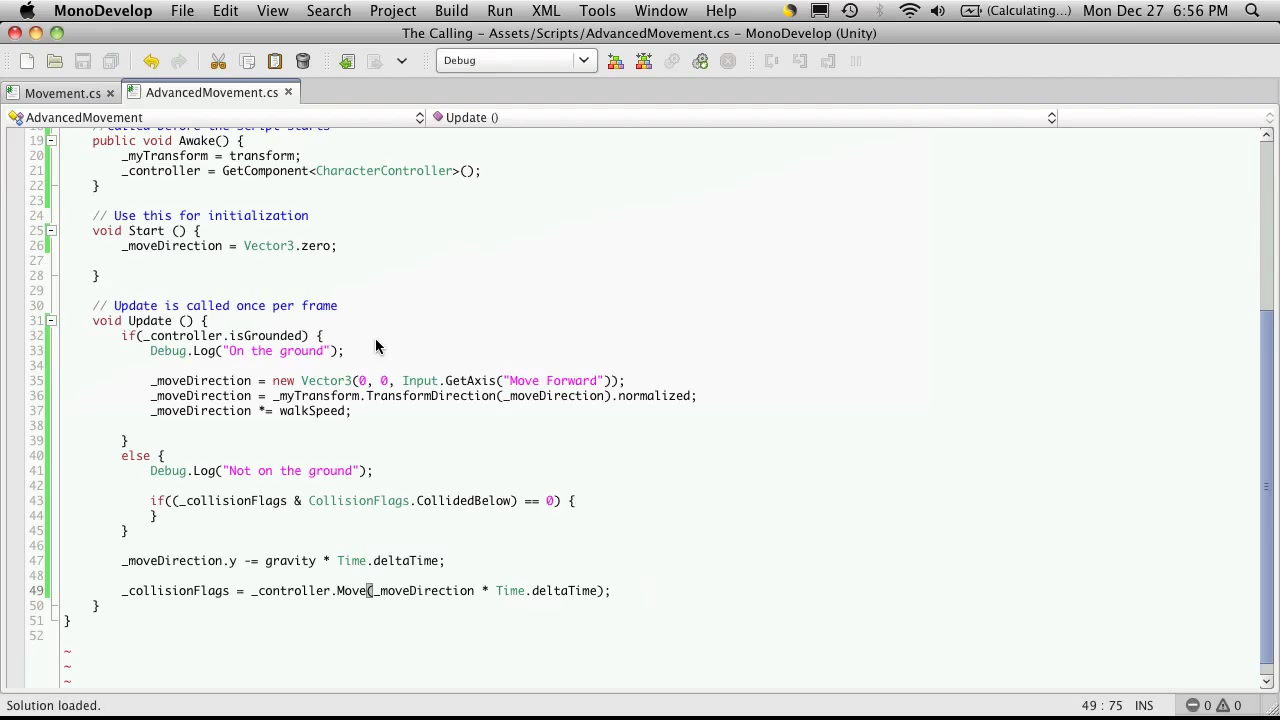 MonoDevelop File Edit View Search Project Build Run XML Tools Window Help (Calculating...) Mon Dec 27 6:56 PM
The Calling - Assets/Scripts/AdvancedMovement.cs - MonoDevelop (Unity)
Debug
Movement.cs AdvancedMovement.cs
AdvancedMovement Update ()
18 //called before the script starts
19 public void Awake() {
20 _myTransform = transform;
21 _controller = GetComponent<CharacterController>();
22 }
23
24 // Use this for initialization
25 void Start () {
26 _moveDirection = Vector3.zero;
27
28 }
29
30 // Update is called once per frame
31 void Update () {
32 if(_controller.isGrounded) {
33 Debug.Log("On the ground");
34
35 _moveDirection = new Vector3(0, 0, Input.GetAxis("Move Forward"));
36 _moveDirection = _myTransform.TransformDirection(_moveDirection).normalized;
37 _moveDirection *= walkSpeed;
38
39 }
40 else {
41 Debug.Log("Not on the ground");
42
43 if((_collisionFlags & CollisionFlags.CollidedBelow) == 0) {
44 }
45 }
46
47 _moveDirection.y -= gravity * Time.deltaTime;
48
49 _collisionFlags = _controller.Move(_moveDirection * Time.deltaTime);
50 }
51 }
52
~
~
~
Solution loaded. 49 : 75 INS 0 0